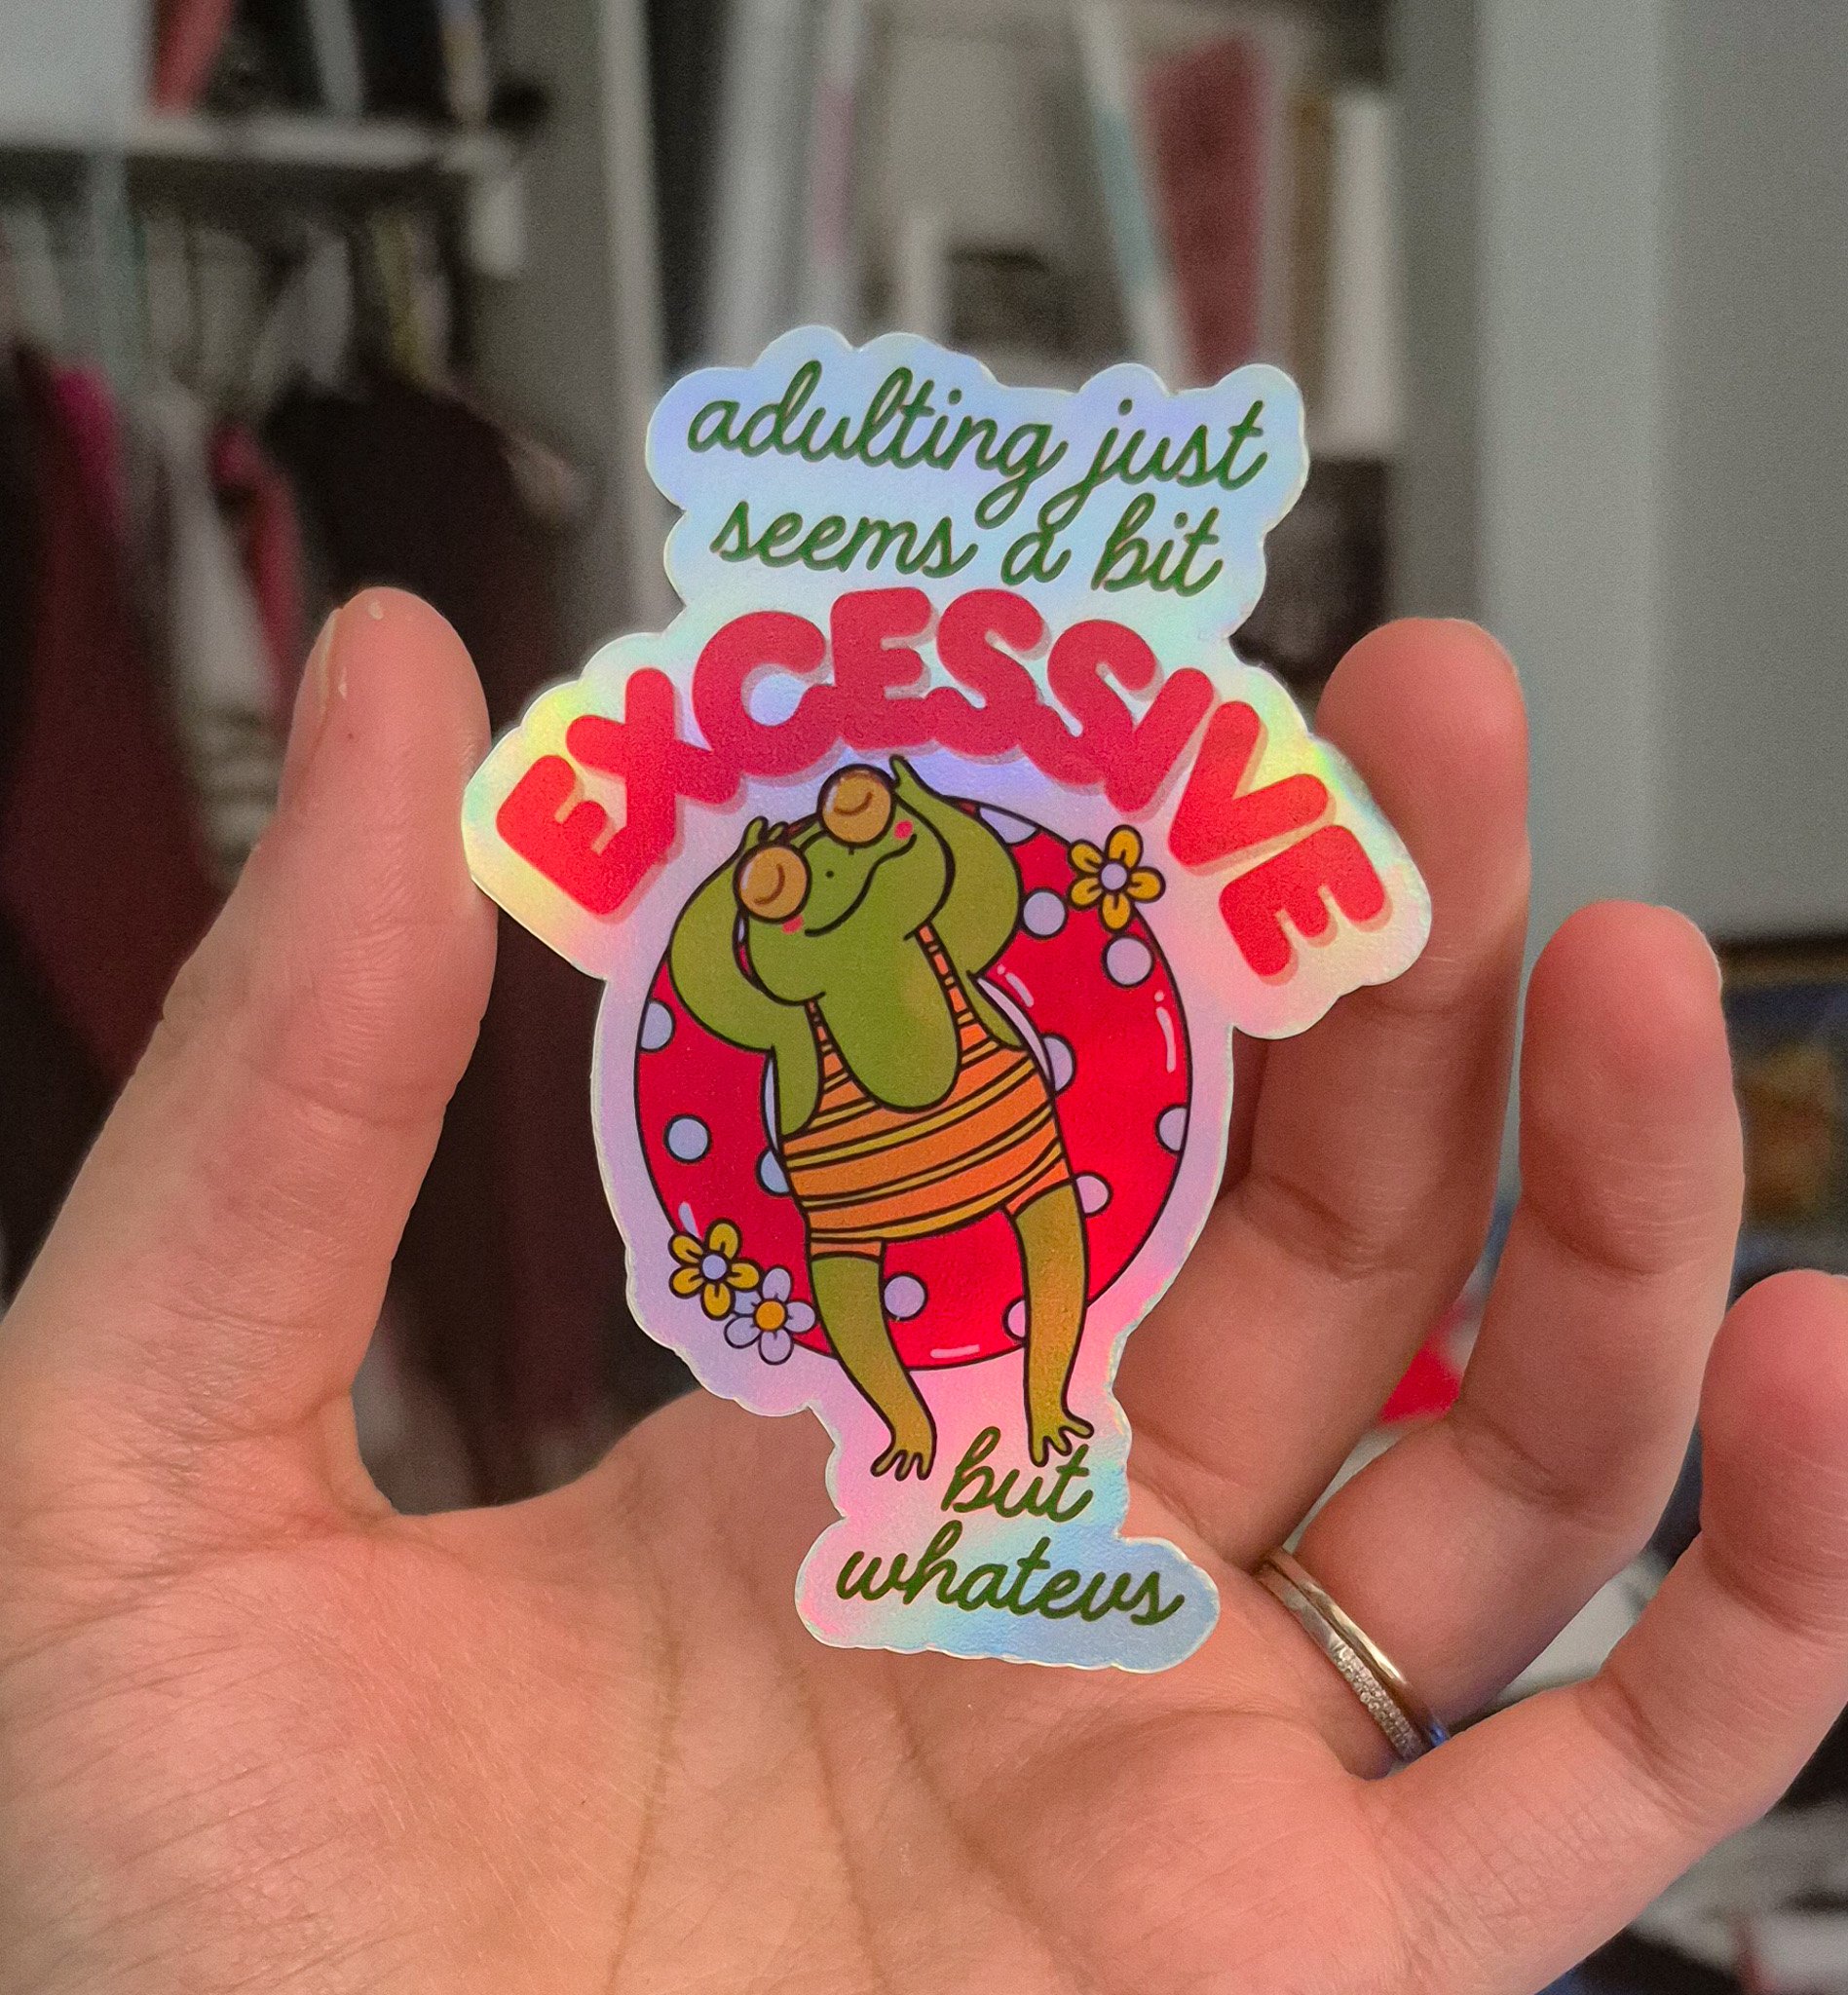 adulting just
seems a bit
EXCESSIVE
but
whatevs